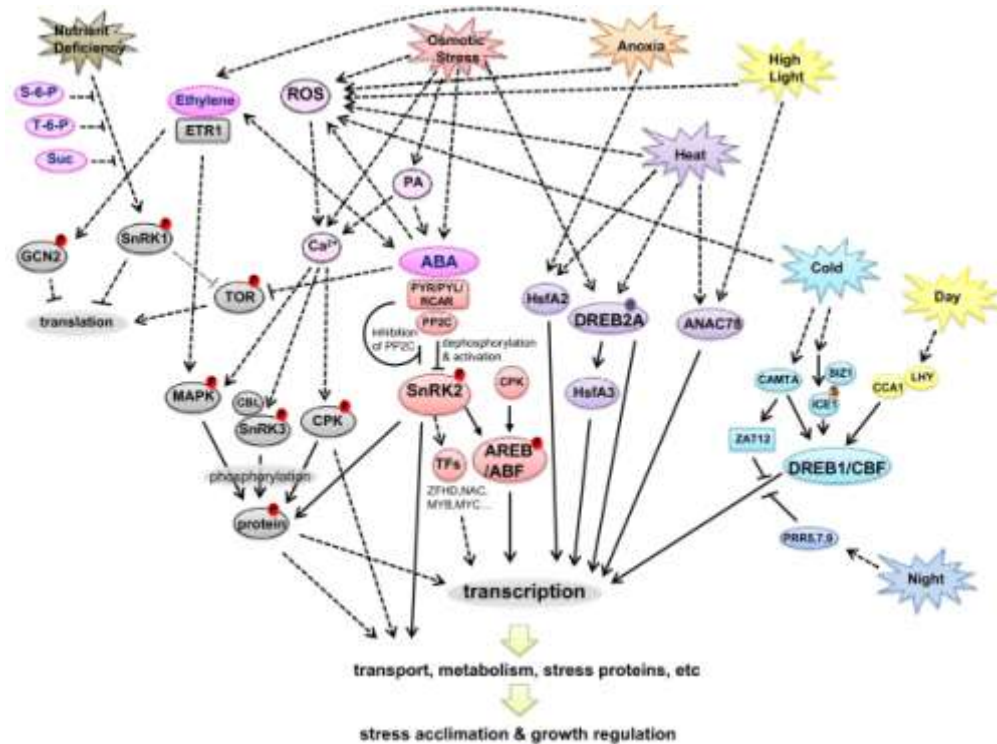 Nutrient
Deficiency
Osmotic
Stress
Anoxia
High
Light
S-6-P
T-6-P
Suc
Ethylene
ETR1
ROS
Heat
PA
GCN2
P
SnRK1
P
Ca2+
ABA
TOR
P
translation
PYR/PYL/
RCAR
PP2C
inhibition
of PP2C
dephosphorylation
& activation
HsfA2
DREB2A
ANAC78
Cold
Day
MAPK
P
CBL
SnRK3
P
CPK
P
SnRK2
P
CPK
HsfA3
CAMTA
SIZ1
ICE1
S
CCA1
LHY
ZAT12
DREB1/CBF
phosphorylation
protein
P
TFs
ZFHD,NAC,
MYB,MYC...
AREB
/ABF
P
PRR5,7,9
Night
transcription
transport, metabolism, stress proteins, etc
stress acclimation & growth regulation